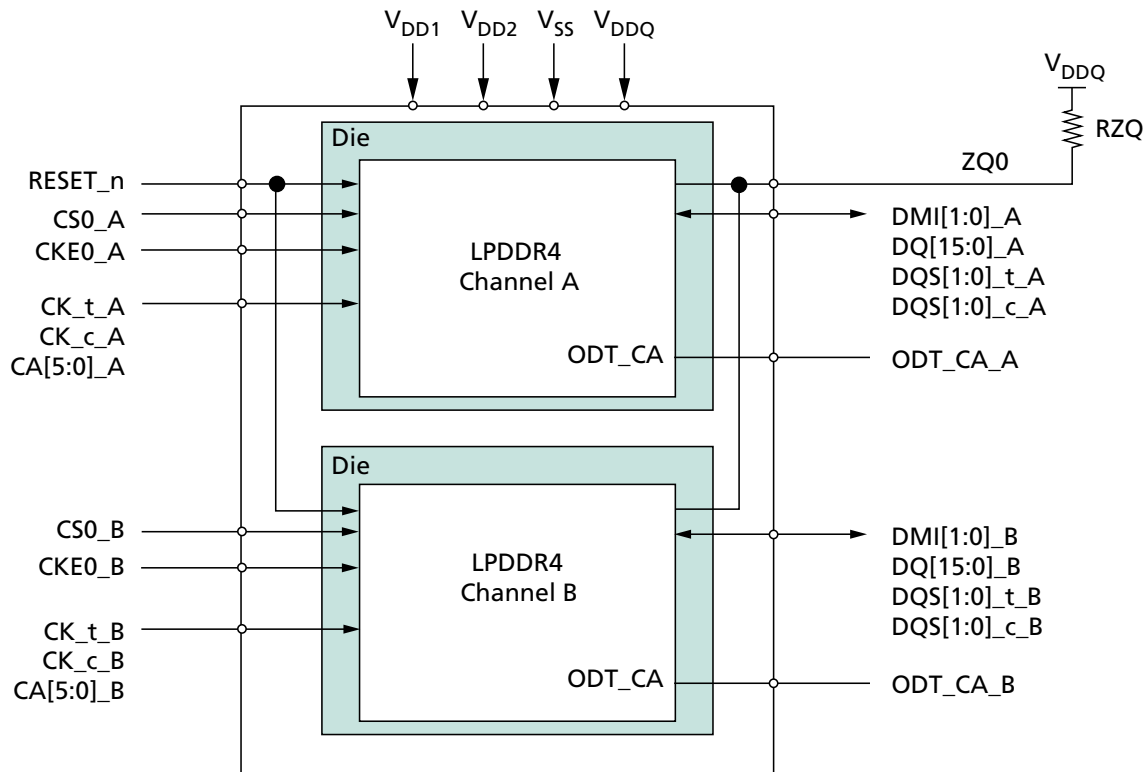 VDD1 VDD2 VSS VDDQ
VDDQ
RZQ
Die
RESET_n
ZQ0
CS0_A
CKE0_A
CK_t_A
CK_c_A
CA[5:0]_A
LPDDR4
Channel A
ODT_CA
DMI[1:0]_A
DQ[15:0]_A
DQS[1:0]_t_A
DQS[1:0]_c_A
ODT_CA_A
Die
CS0_B
CKE0_B
CK_t_B
CK_c_B
CA[5:0]_B
LPDDR4
Channel B
ODT_CA
DMI[1:0]_B
DQ[15:0]_B
DQS[1:0]_t_B
DQS[1:0]_c_B
ODT_CA_B